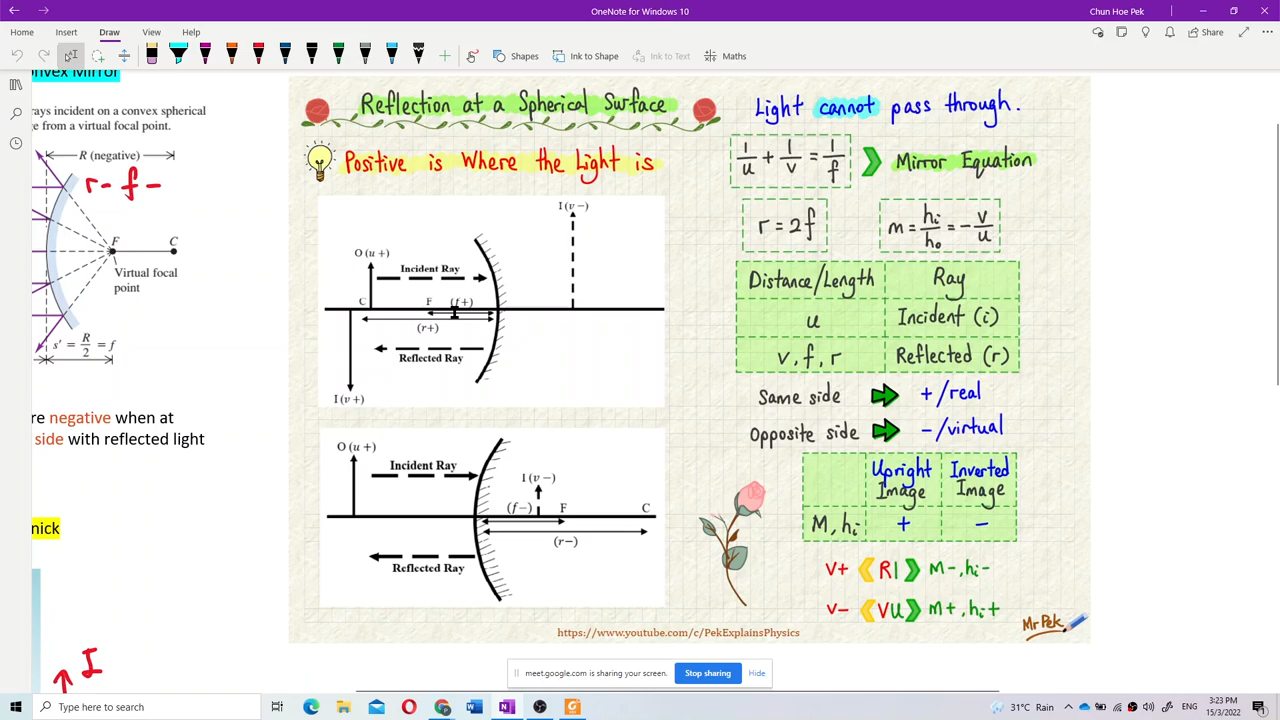 OneNote for Windows 10
Chun Hoe Pek
Home Insert Draw View Help
Share
Shapes Ink to Shape Ink to Text Maths
onvex Mirror
rays incident on a convex spherical
e from a virtual focal point.
R (negative)
r- f-
F C
Virtual focal
point
s' = R/2 = f
re negative when at
side with reflected light
nick
I
Reflection at a Spherical Surface
Positive is Where the Light is
I (v−)
O (u+)
Incident Ray
C F (f+)
(r+)
Reflected Ray
I (v+)
O (u+)
Incident Ray
I (v−)
(f−) F C
(r−)
Reflected Ray
Light cannot pass through.
1/u + 1/v = 1/f Mirror Equation
r = 2f
m = hi/ho = - v/u
Distance/Length Ray
u Incident (i)
v, f, r Reflected (r)
Same side +/real
Opposite side -/virtual
Upright Image Inverted Image
M, hi + -
v+ RI M-, hi-
v- VU M+, hi+
Mr Pek
https://www.youtube.com/c/PekExplainsPhysics
meet.google.com is sharing your screen. Stop sharing Hide
Type here to search
31°C Rain
3:23 PM
15/3/2022